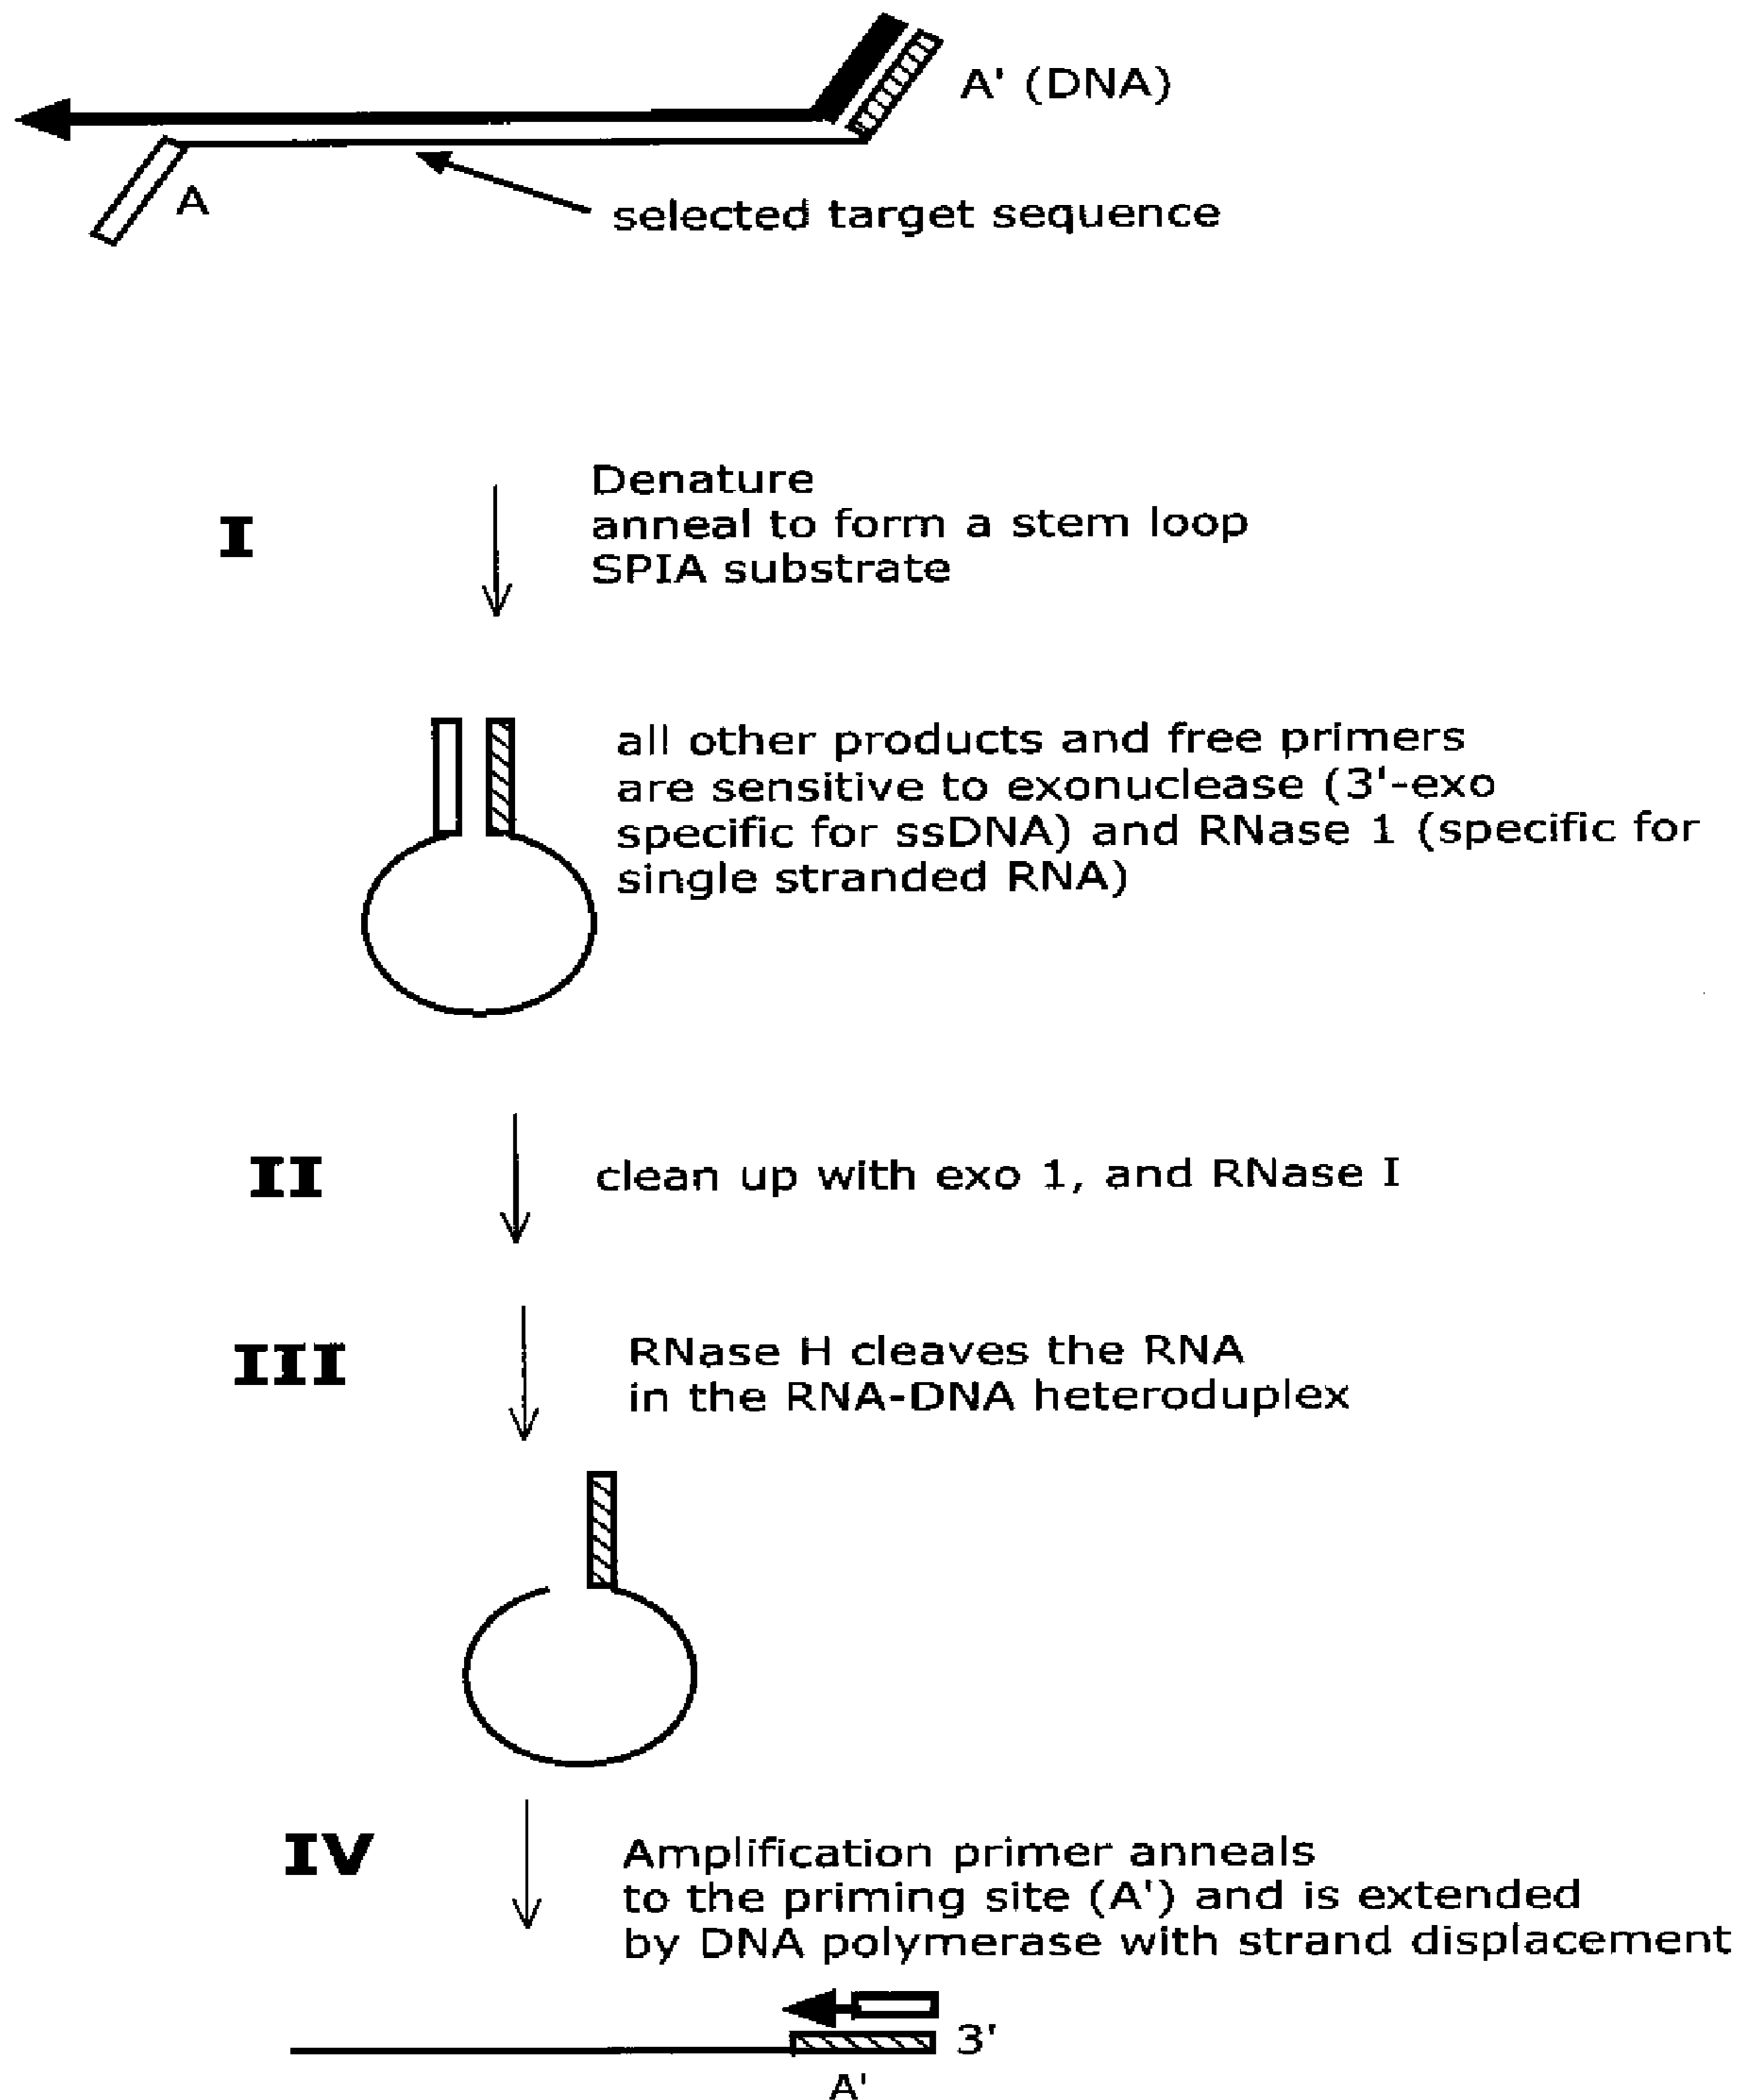 A' (DNA)
A
selected target sequence
I
Denature
anneal to form a stem loop
SPIA substrate
all other products and free primers
are sensitive to exonuclease (3'-exo
specific for ssDNA) and RNase 1 (specific for
single stranded RNA)
II
clean up with exo 1, and RNase I
III
RNase H cleaves the RNA
in the RNA-DNA heteroduplex
IV
Amplification primer anneals
to the priming site (A') and is extended
by DNA polymerase with strand displacement
3'
A'